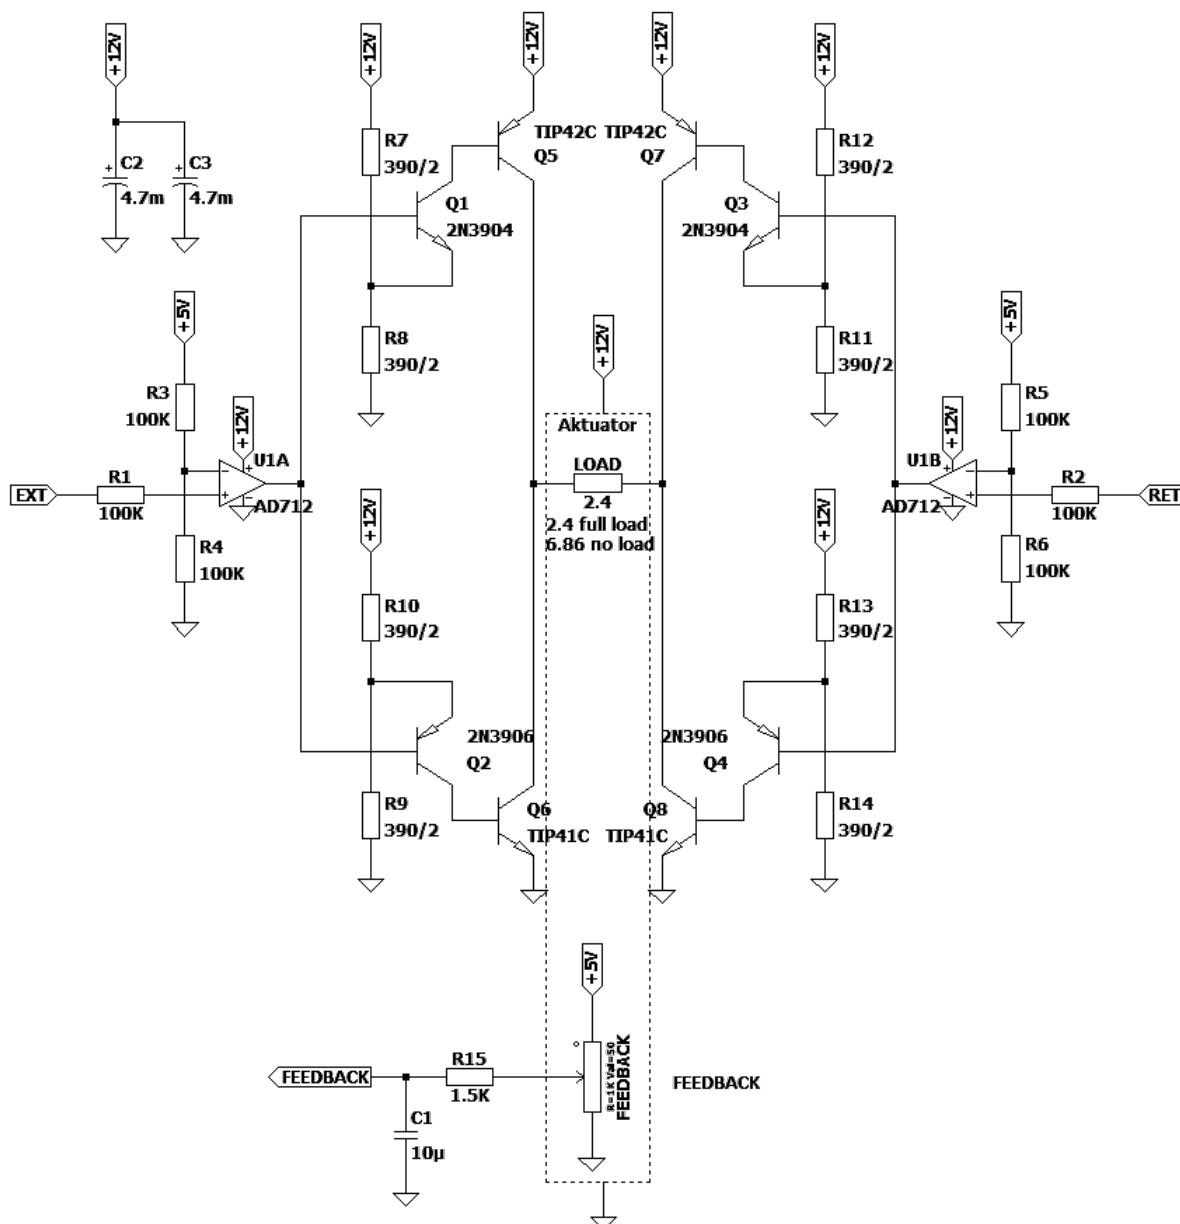 +12V
+12V
+12V
+12V
+12V
C2
4.7m
C3
4.7m
R7
390/2
TIP42C
Q5
TIP42C
Q7
R12
390/2
Q1
2N3904
Q3
2N3904
+5V
R8
390/2
+12V
R11
390/2
+5V
R3
100K
+12V
U1A
AD712
Aktuator
LOAD
2.4
2.4 full load
6.86 no load
+12V
U1B
AD712
R5
100K
EXT
R1
100K
R2
100K
RET
R4
100K
+12V
+12V
R6
100K
R10
390/2
R13
390/2
2N3906
Q2
2N3906
Q4
R9
390/2
Q6
TIP41C
Q8
TIP41C
R14
390/2
+5V
FEEDBACK
R15
1.5K
R=1K Val=50
FEEDBACK
FEEDBACK
C1
10µ